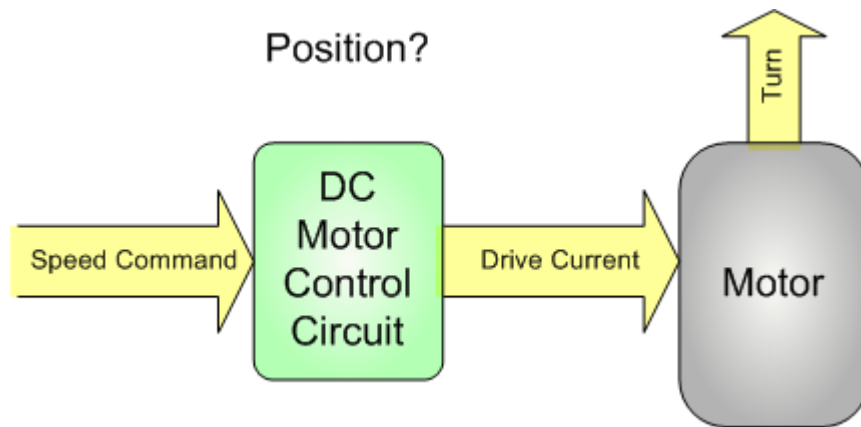 Position?
Turn
DC
Motor
Control
Circuit
Speed Command
Drive Current
Motor